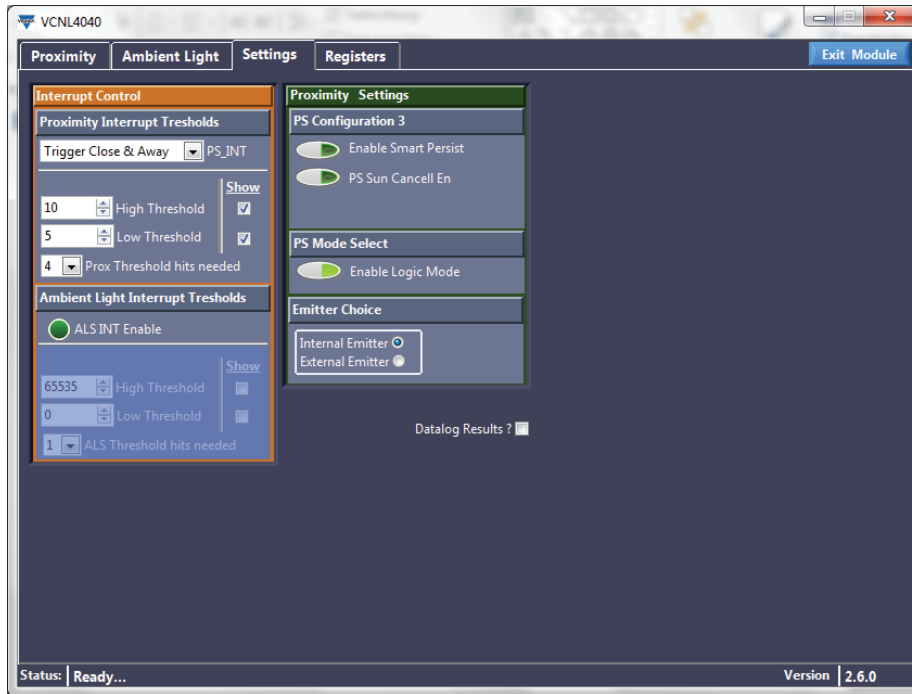 VCNL4040
Proximity Ambient Light Settings Registers Exit Module
Interrupt Control
Proximity Interrupt Tresholds
Trigger Close & Away PS_INT
Show
10 High Threshold
5 Low Threshold
4 Prox Threshold hits needed
Ambient Light Interrupt Tresholds
ALS INT Enable
Show
65535 High Threshold
0 Low Threshold
1 ALS Threshold hits needed
Proximity Settings
PS Configuration 3
Enable Smart Persist
PS Sun Cancell En
PS Mode Select
Enable Logic Mode
Emitter Choice
Internal Emitter
External Emitter
Datalog Results ?
Status: Ready... Version 2.6.0